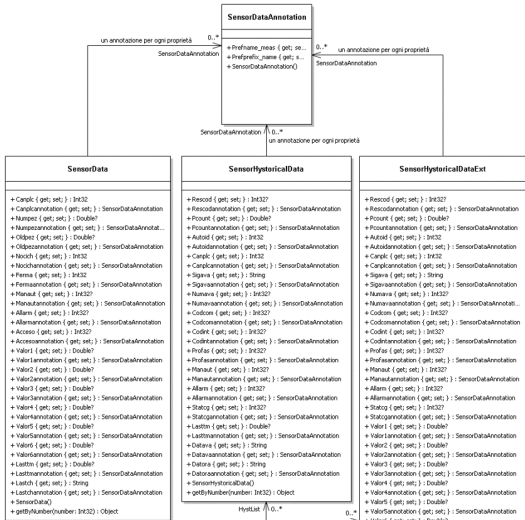 SensorDataAnnotation
+ Prefname_meas { get; se...
+ Prefprefix_name { get; s...
+ SensorDataAnnotation()
un annotazione per ogni proprietá
0..*
SensorDataAnnotation
0..*
un annotazione per ogni proprietá
SensorDataAnnotation
SensorDataAnnotation
0..*
un annotazione per ogni proprietá
SensorData
+ Canplc { get; set; } : Int32
+ Canplcannotation { get; set; } : SensorDataAnnotation
+ Numpez { get; set; } : Double?
+ Numpezannotation { get; set; } : SensorDataAnnotat...
+ Oldpez { get; set; } : Double?
+ Oldpezannotation { get; set; } : SensorDataAnnotation
+ Nocich { get; set; } : Int32
+ Nochannotation { get; set; } : SensorDataAnnotation
+ Ferma { get; set; } : Int32
+ Fermaannotation { get; set; } : SensorDataAnnotation
+ Manaut { get; set; } : Int32?
+ Manautannotation { get; set; } : SensorDataAnnotation
+ Allarm { get; set; } : Int32?
+ Allarmannotation { get; set; } : SensorDataAnnotation
+ Acceso { get; set; } : Int32?
+ Accesoannotation { get; set; } : SensorDataAnnotation
+ Valor1 { get; set; } : Double?
+ Valor1annotation { get; set; } : SensorDataAnnotation
+ Valor2 { get; set; } : Double?
+ Valor2annotation { get; set; } : SensorDataAnnotation
+ Valor3 { get; set; } : Double?
+ Valor3annotation { get; set; } : SensorDataAnnotation
+ Valor4 { get; set; } : Double?
+ Valor4annotation { get; set; } : SensorDataAnnotation
+ Valor5 { get; set; } : Double?
+ Valor5annotation { get; set; } : SensorDataAnnotation
+ Valor6 { get; set; } : Double?
+ Valor6annotation { get; set; } : SensorDataAnnotation
+ Lasttm { get; set; } : Double?
+ Lasttmannotation { get; set; } : SensorDataAnnotation
+ Lastch { get; set; } : String
+ Lastchannotation { get; set; } : SensorDataAnnotation
+ SensorData()
+ getByNumber(number: Int32) : Object
SensorHystoricalData
+ Rescod { get; set; } : Int32?
+ Rescodannotation { get; set; } : SensorDataAnnotation
+ Pcount { get; set; } : Double?
+ Pcountannotation { get; set; } : SensorDataAnnotation
+ Autoid { get; set; } : Int32
+ Autoidannotation { get; set; } : SensorDataAnnotation
+ Canplc { get; set; } : Int32
+ Canplcannotation { get; set; } : SensorDataAnnotation
+ Sigava { get; set; } : String
+ Sigavaannotation { get; set; } : SensorDataAnnotation
+ Numava { get; set; } : Int32?
+ Numavaannotation { get; set; } : SensorDataAnnotation
+ Codcom { get; set; } : Int32?
+ Codcomannotation { get; set; } : SensorDataAnnotation
+ Codint { get; set; } : Int32?
+ Codintannotation { get; set; } : SensorDataAnnotation
+ Profas { get; set; } : Int32?
+ Profasannotation { get; set; } : SensorDataAnnotation
+ Manaut { get; set; } : Int32?
+ Manautannotation { get; set; } : SensorDataAnnotation
+ Allarm { get; set; } : Int32?
+ Allarmannotation { get; set; } : SensorDataAnnotation
+ Statcg { get; set; } : Int32?
+ Statcgannotation { get; set; } : SensorDataAnnotation
+ Lasttm { get; set; } : Double?
+ Lasttmannotation { get; set; } : SensorDataAnnotation
+ Datava { get; set; } : String
+ Datavaannotation { get; set; } : SensorDataAnnotation
+ Datora { get; set; } : String
+ Datoraannotation { get; set; } : SensorDataAnnotation
+ SensorHystoricalData()
+ getByNumber(number: Int32) : Object
HystList
0..*
SensorHystoricalDataExt
+ Rescod { get; set; } : Int32?
+ Rescodannotation { get; set; } : SensorDataAnnotation
+ Pcount { get; set; } : Double?
+ Pcountannotation { get; set; } : SensorDataAnnotation
+ Autoid { get; set; } : Int32
+ Autoidannotation { get; set; } : SensorDataAnnotation
+ Canplc { get; set; } : Int32
+ Canplcannotation { get; set; } : SensorDataAnnotation
+ Sigava { get; set; } : String
+ Sigavaannotation { get; set; } : SensorDataAnnotation
+ Numava { get; set; } : Int32?
+ Numavaannotation { get; set; } : SensorDataAnnotati...
+ Codcom { get; set; } : Int32?
+ Codcomannotation { get; set; } : SensorDataAnnotation
+ Codint { get; set; } : Int32?
+ Codintannotation { get; set; } : SensorDataAnnotation
+ Profas { get; set; } : Int32?
+ Profasannotation { get; set; } : SensorDataAnnotation
+ Manaut { get; set; } : Int32?
+ Manautannotation { get; set; } : SensorDataAnnotation
+ Allarm { get; set; } : Int32?
+ Allarmannotation { get; set; } : SensorDataAnnotation
+ Statcg { get; set; } : Int32?
+ Statcgannotation { get; set; } : SensorDataAnnotation
+ Valor1 { get; set; } : Double?
+ Valor1annotation { get; set; } : SensorDataAnnotation
+ Valor2 { get; set; } : Double?
+ Valor2annotation { get; set; } : SensorDataAnnotation
+ Valor3 { get; set; } : Double?
+ Valor3annotation { get; set; } : SensorDataAnnotation
+ Valor4 { get; set; } : Double?
+ Valor4annotation { get; set; } : SensorDataAnnotation
+ Valor5 { get; set; } : Double?
+ Valor5annotation { get; set; } : SensorDataAnnotation
0..*